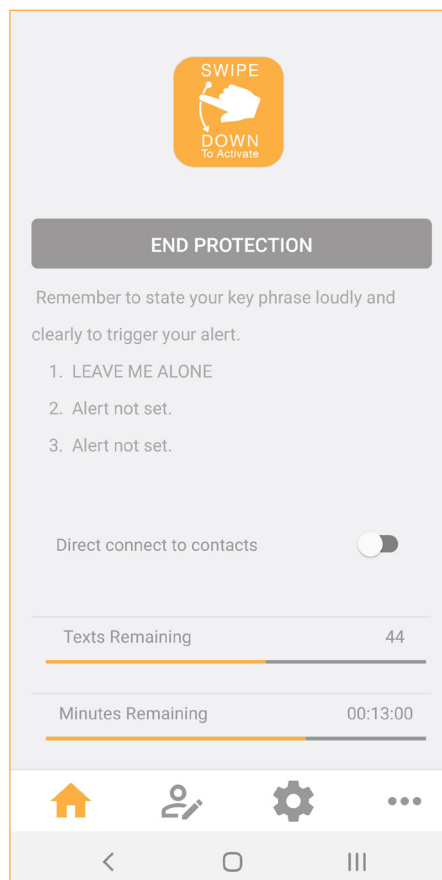 SWIPE
DOWN
To Activate
END PROTECTION
Remember to state your key phrase loudly and
clearly to trigger your alert.
1. LEAVE ME ALONE
2. Alert not set.
3. Alert not set.
Direct connect to contacts
Texts Remaining 44
Minutes Remaining 00:13:00